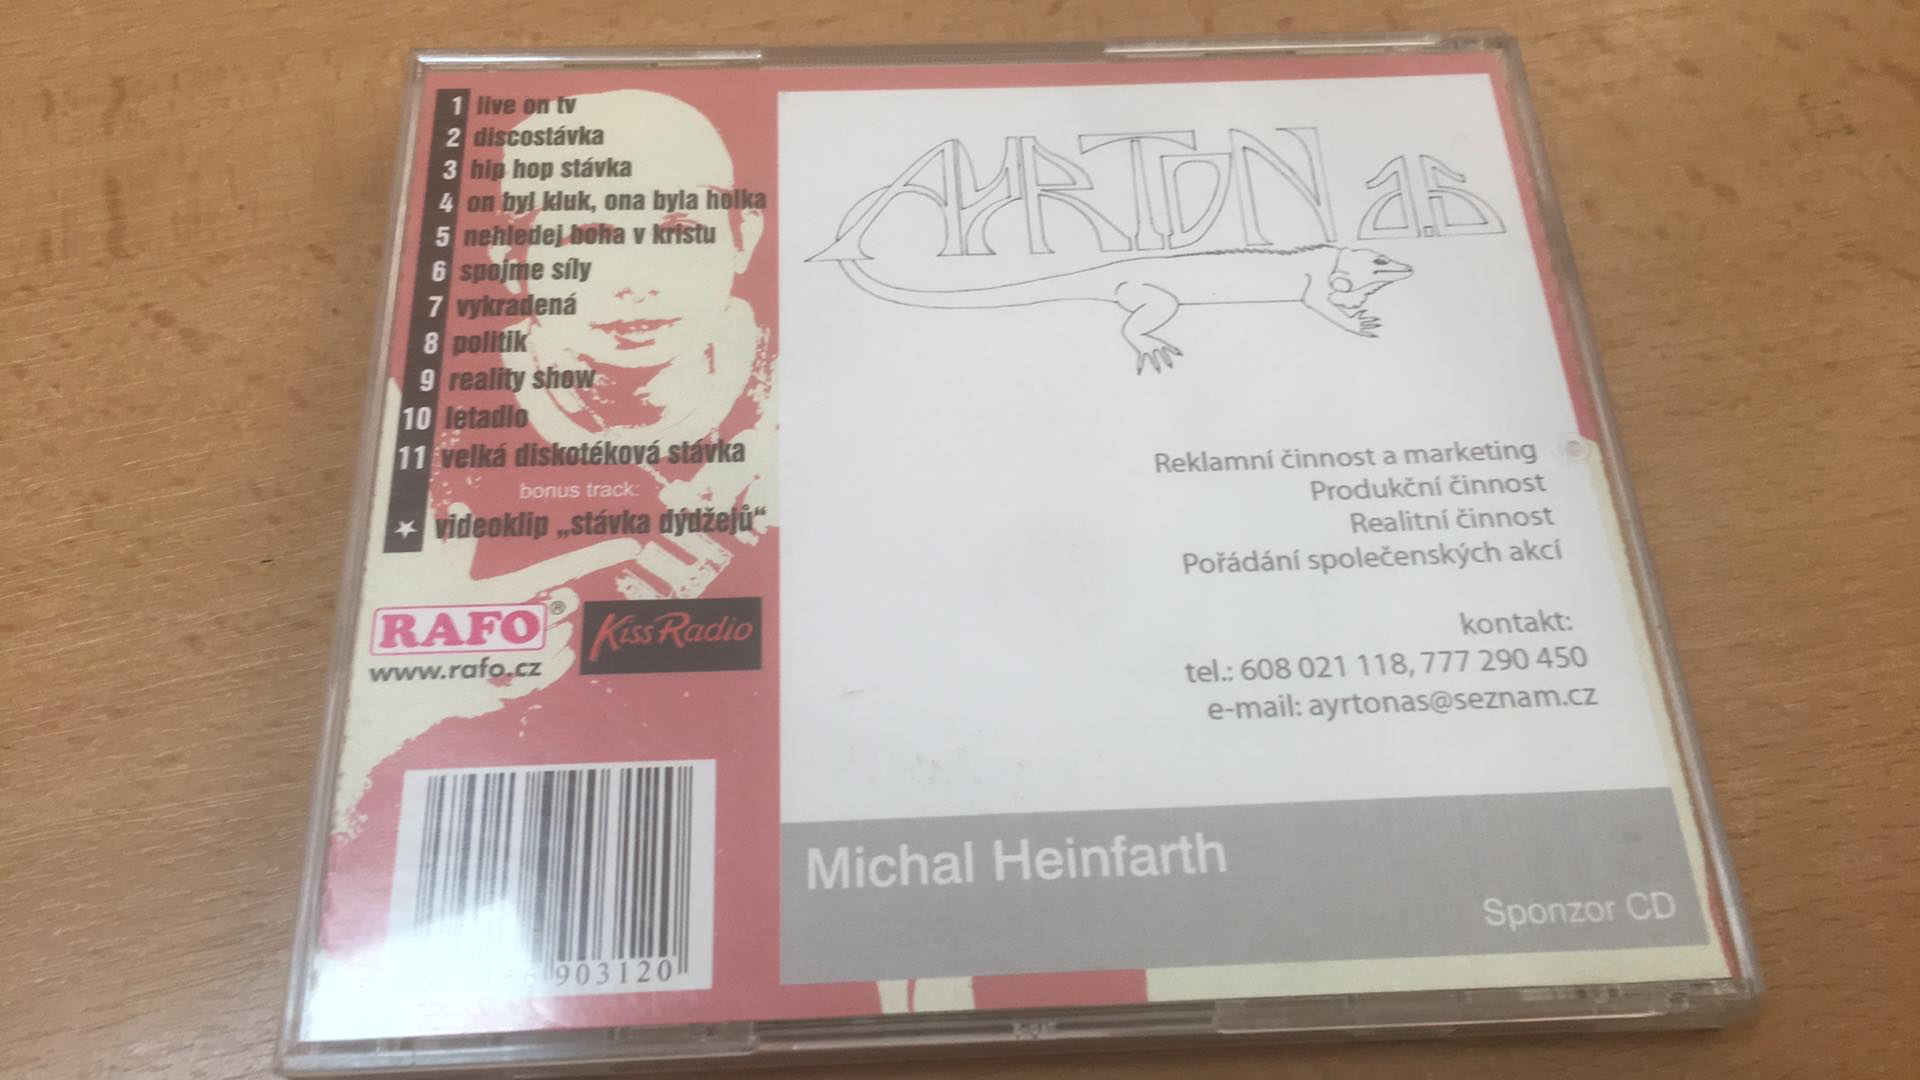 1 live on tv
2 discostávka
3 hip hop stávka
4 on byl kluk, ona byla holka
5 nehledej boha v kristu
6 spojme síly
7 vykradená
8 politik
9 reality show
10 letadlo
11 velká diskotéková stávka
bonus track:
videoklip „stávka dýdžejů“
RAFO®
www.rafo.cz
Kiss Radio
903120
AYRTON a.s
Reklamní činnost a marketing
Produkční činnost
Realitní činnost
Pořádání společenských akcí
kontakt:
tel.: 608 021 118, 777 290 450
e-mail: ayrtonas@seznam.cz
Michal Heinfarth
Sponzor CD